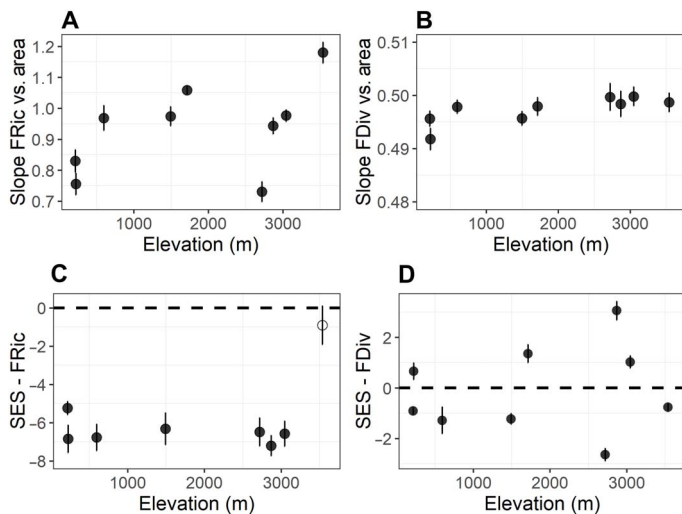 A
Slope FRic vs. area
1.2
1.1
1.0
0.9
0.8
0.7
1000 2000 3000
Elevation (m)
B
Slope FDiv vs. area
0.51
0.50
0.49
0.48
1000 2000 3000
Elevation (m)
C
SES - FRic
0
−2
−4
−6
−8
1000 2000 3000
Elevation (m)
D
SES - FDiv
2
0
−2
1000 2000 3000
Elevation (m)